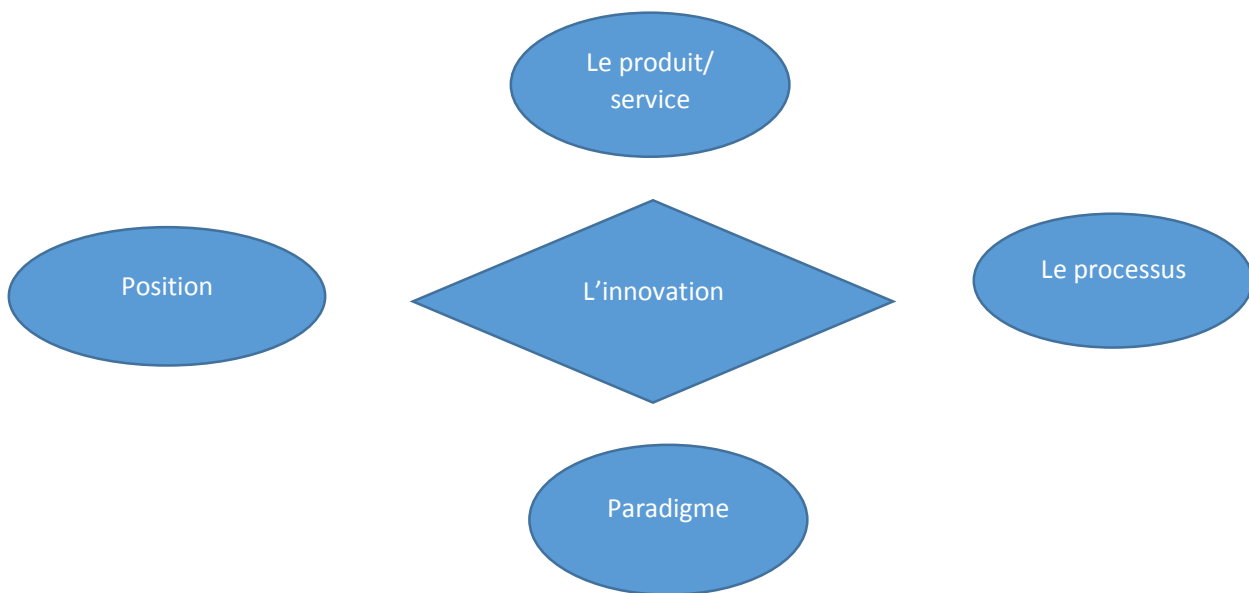 Le produit/
service
Position
L’innovation
Le processus
Paradigme